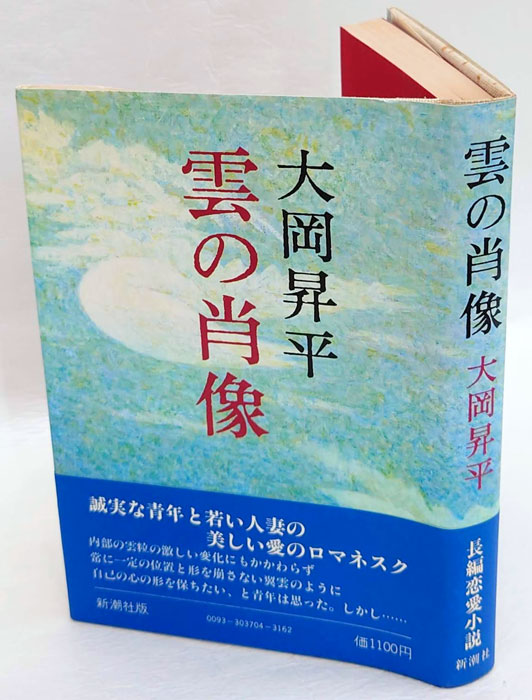 大岡昇平
雲の肖像
誠実な青年と若い人妻の
美しい愛のロマネスク
内部の雲粒の激しい変化にもかかわらず
常に一定の位置と形を崩さない翼雲のように
自己の心の形を保ちたい、と青年は思った。しかし……
新潮社版
0093-303704-3162
価1100円
雲の肖像
大岡昇平
長編恋愛小説
新潮社